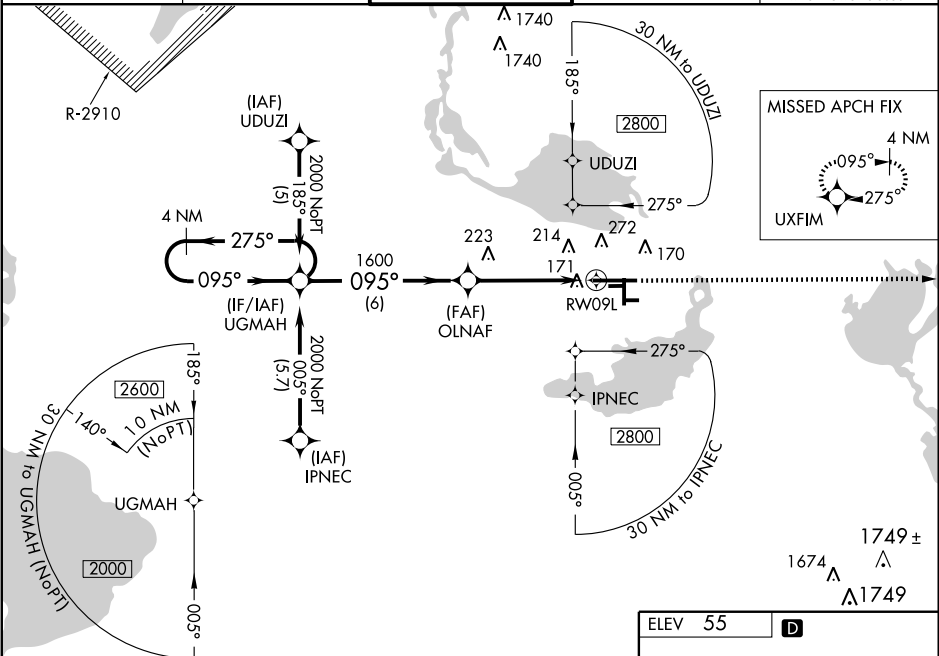 1740
1740
R-2910
(IAF)
UDUZI
2000 NoPT
185°
(5)
4 NM
275°
095°
(IF/IAF)
UGMAH
1600
095°
(6)
(FAF)
OLNAF
2000 NoPT
005°
(5.7)
(IAF)
IPNEC
223
214
272
170
171
RW09L
30 NM to UDUZI
185°
2800
UDUZI
275°
MISSED APCH FIX
4 NM
095°
275°
UXFIM
275°
IPNEC
2800
005°
30 NM to IPNEC
185°
2600
10 NM
(NoPT)
140°
30 NM to UGMAH (NoPT)
UGMAH
2000
005°
1749 ±
1674
1749
ELEV 55
D